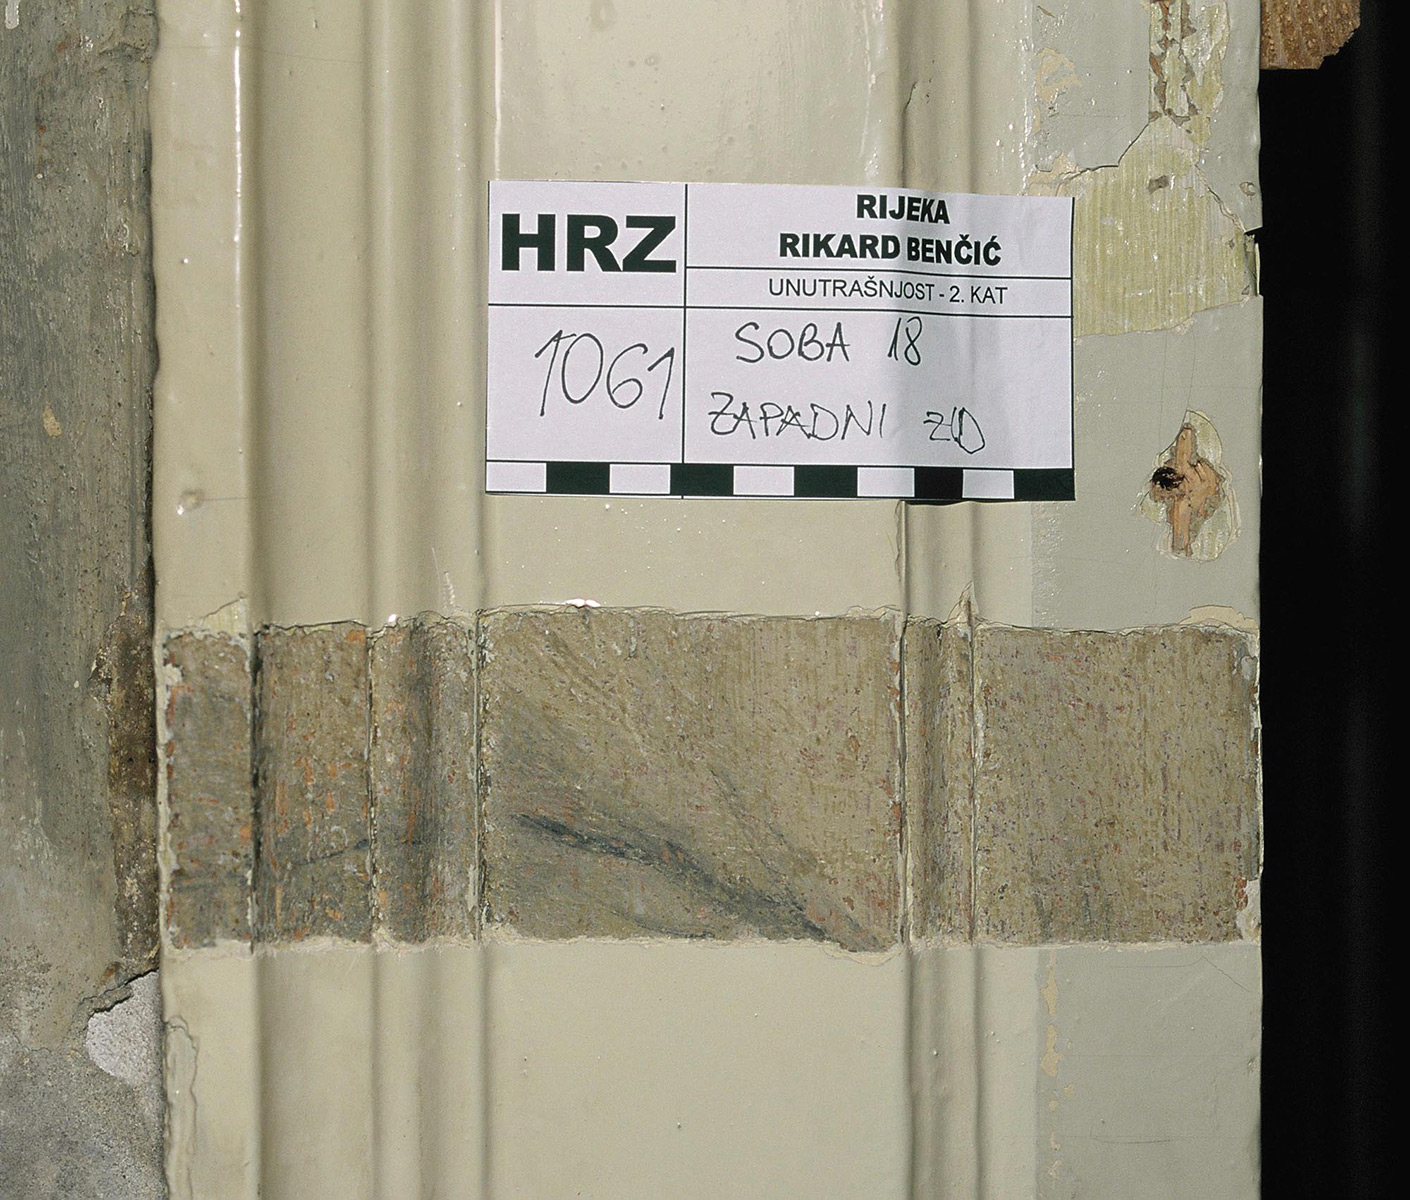 HRZ
RIJEKA
RIKARD BENČIĆ
UNUTRAŠNJOST - 2. KAT
1061
SOBA 18
ZAPADNI ZID